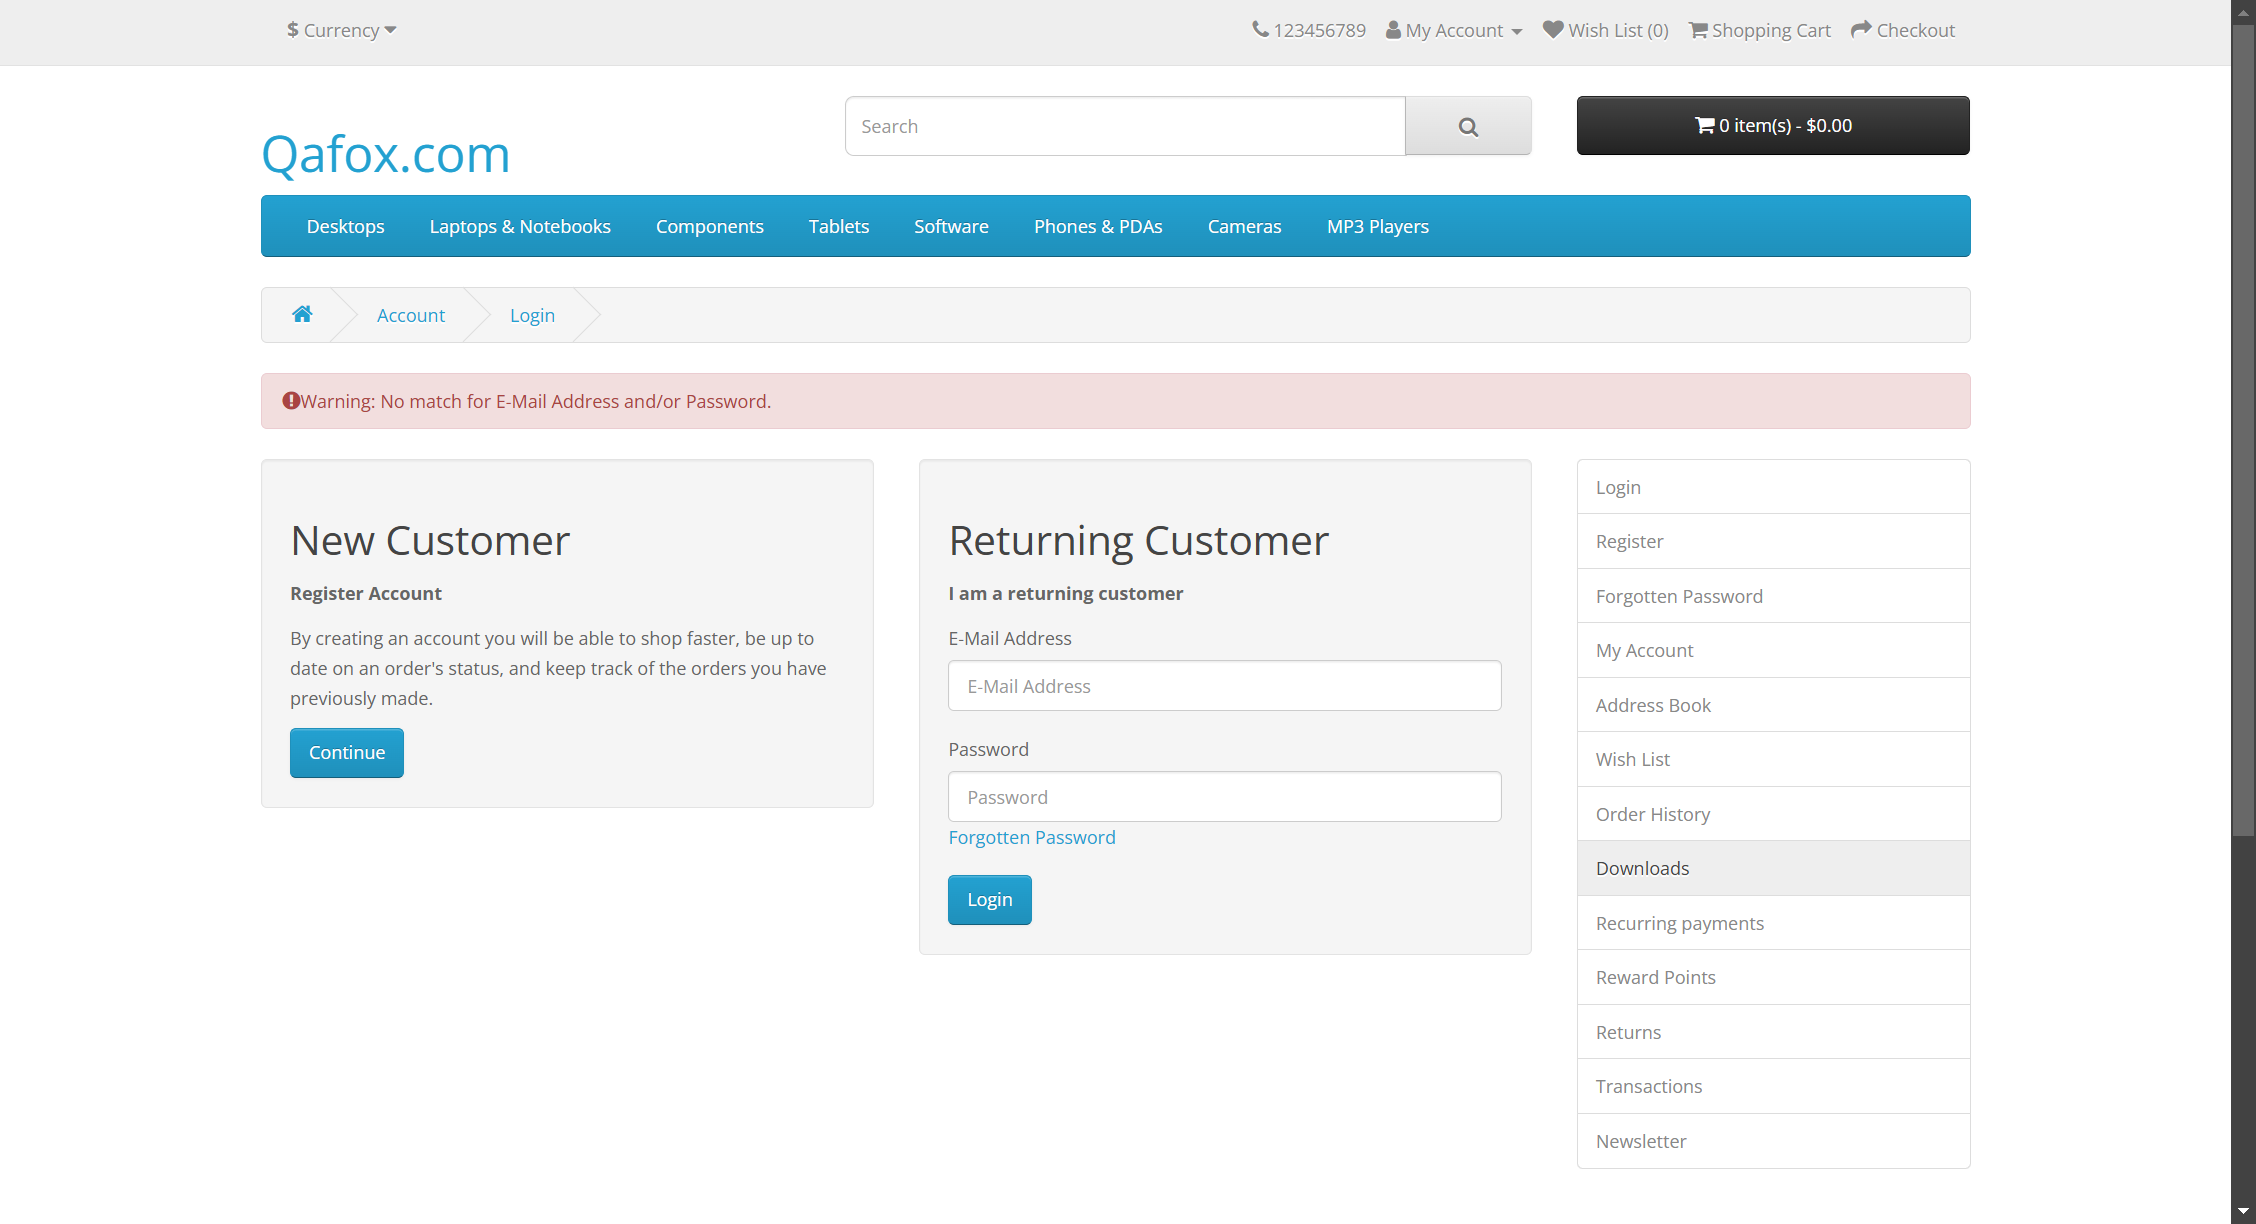 $ Currency
123456789 My Account Wish List (0) Shopping Cart Checkout
Qafox.com
Search
0 item(s) - $0.00
Desktops Laptops & Notebooks Components Tablets Software Phones & PDAs Cameras MP3 Players
Account Login
Warning: No match for E-Mail Address and/or Password.
New Customer
Register Account
By creating an account you will be able to shop faster, be up to
date on an order's status, and keep track of the orders you have
previously made.
Continue
Returning Customer
I am a returning customer
E-Mail Address
E-Mail Address
Password
Password
Forgotten Password
Login
Login
Register
Forgotten Password
My Account
Address Book
Wish List
Order History
Downloads
Recurring payments
Reward Points
Returns
Transactions
Newsletter